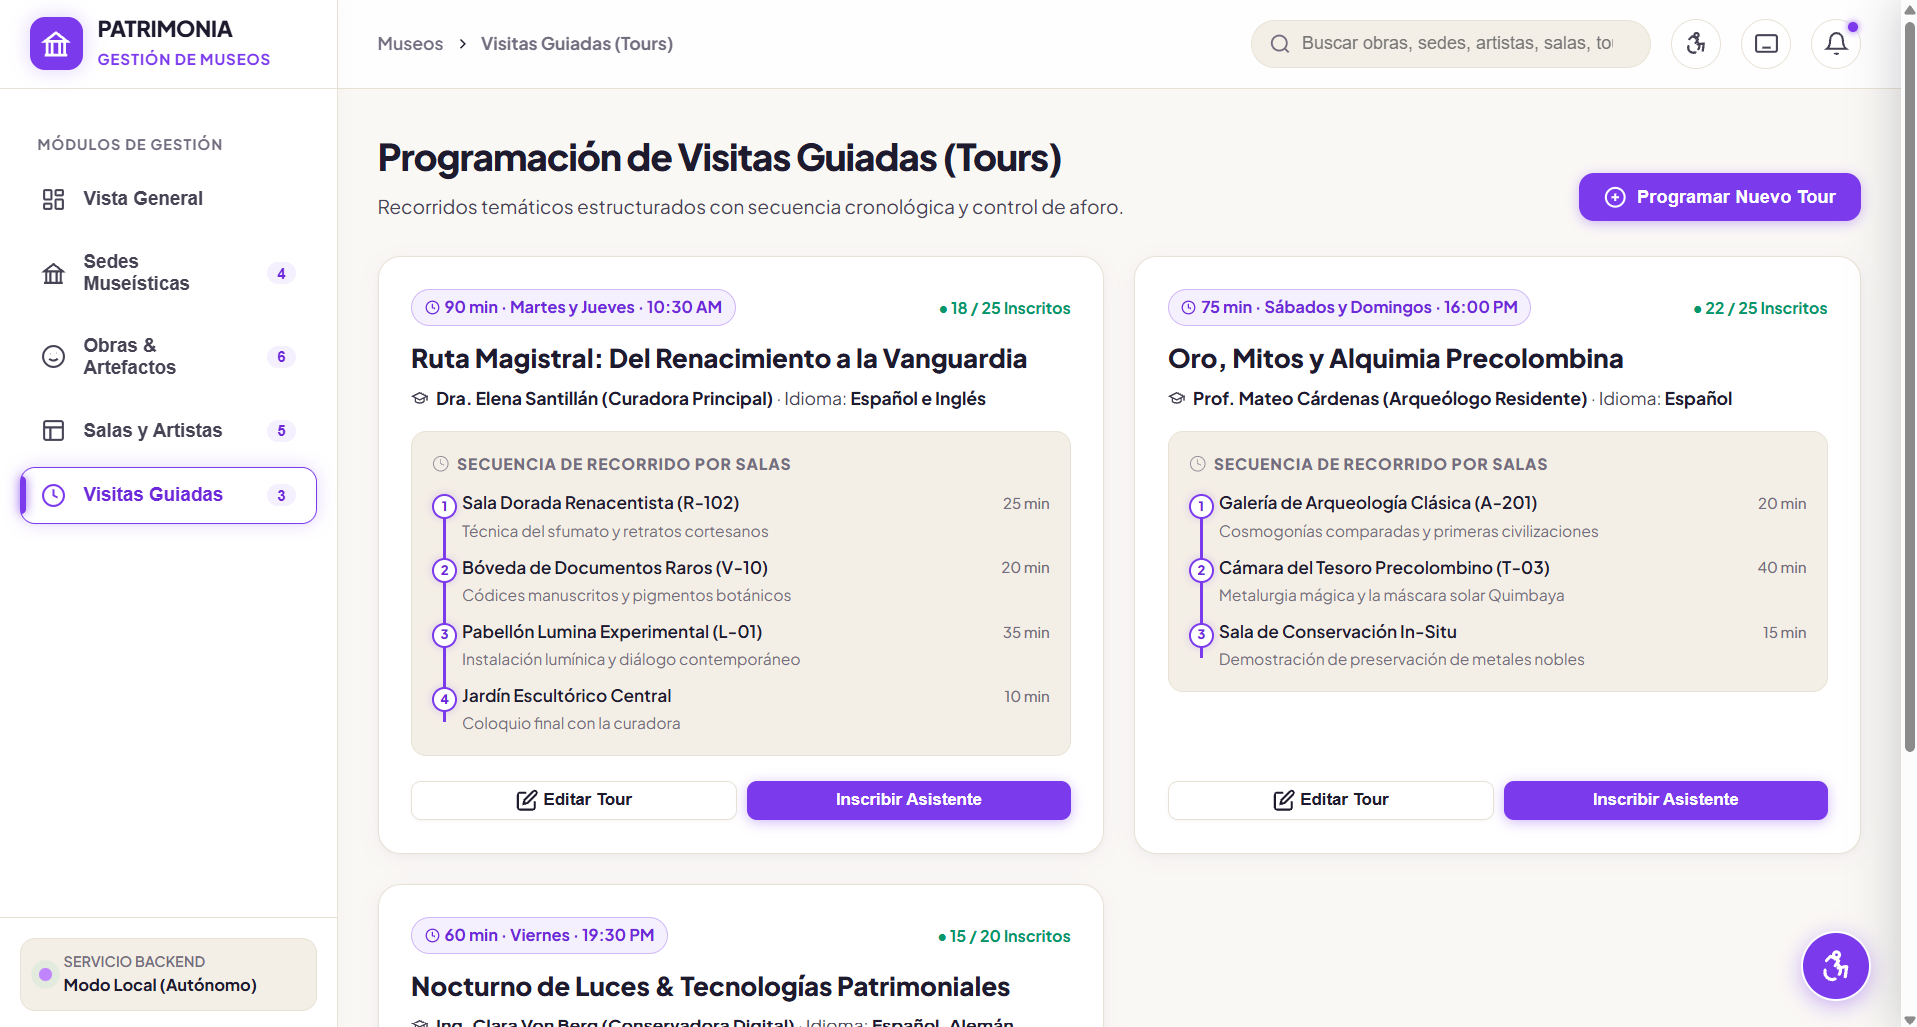 PATRIMONIA
GESTIÓN DE MUSEOS
Museos > Visitas Guiadas (Tours)
Buscar obras, sedes, artistas, salas, to
MÓDULOS DE GESTIÓN
Vista General
Sedes
Museísticas
4
Obras &
Artefactos
6
Salas y Artistas 5
Visitas Guiadas 3
SERVICIO BACKEND
Modo Local (Autónomo)
Programación de Visitas Guiadas (Tours)
Recorridos temáticos estructurados con secuencia cronológica y control de aforo.
Programar Nuevo Tour
90 min · Martes y Jueves · 10:30 AM
● 18 / 25 Inscritos
Ruta Magistral: Del Renacimiento a la Vanguardia
Dra. Elena Santillán (Curadora Principal) · Idioma: Español e Inglés
SECUENCIA DE RECORRIDO POR SALAS
1 Sala Dorada Renacentista (R-102) 25 min
Técnica del sfumato y retratos cortesanos
2 Bóveda de Documentos Raros (V-10) 20 min
Códices manuscritos y pigmentos botánicos
3 Pabellón Lumina Experimental (L-01) 35 min
Instalación lumínica y diálogo contemporáneo
4 Jardín Escultórico Central 10 min
Coloquio final con la curadora
Editar Tour
Inscribir Asistente
75 min · Sábados y Domingos · 16:00 PM
● 22 / 25 Inscritos
Oro, Mitos y Alquimia Precolombina
Prof. Mateo Cárdenas (Arqueólogo Residente) · Idioma: Español
SECUENCIA DE RECORRIDO POR SALAS
1 Galería de Arqueología Clásica (A-201) 20 min
Cosmogonías comparadas y primeras civilizaciones
2 Cámara del Tesoro Precolombino (T-03) 40 min
Metalurgia mágica y la máscara solar Quimbaya
3 Sala de Conservación In-Situ 15 min
Demostración de preservación de metales nobles
Editar Tour
Inscribir Asistente
60 min · Viernes · 19:30 PM
● 15 / 20 Inscritos
Nocturno de Luces & Tecnologías Patrimoniales
Ing. Clara Von Berg (Conservadora Digital) · Idioma: Español, Alemán